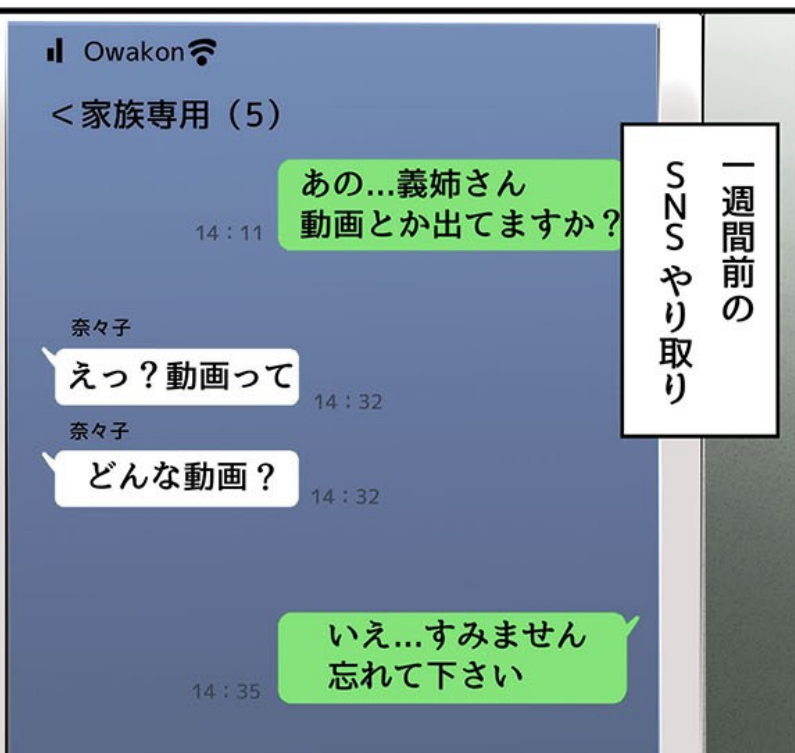 Owakon
<家族専用（5）
一週間前の
SNSやり取り
あの…義姉さん
動画とか出てますか？
14：11
奈々子
えっ？動画って
14：32
奈々子
どんな動画？
14：32
いえ…すみません
忘れて下さい
14：35